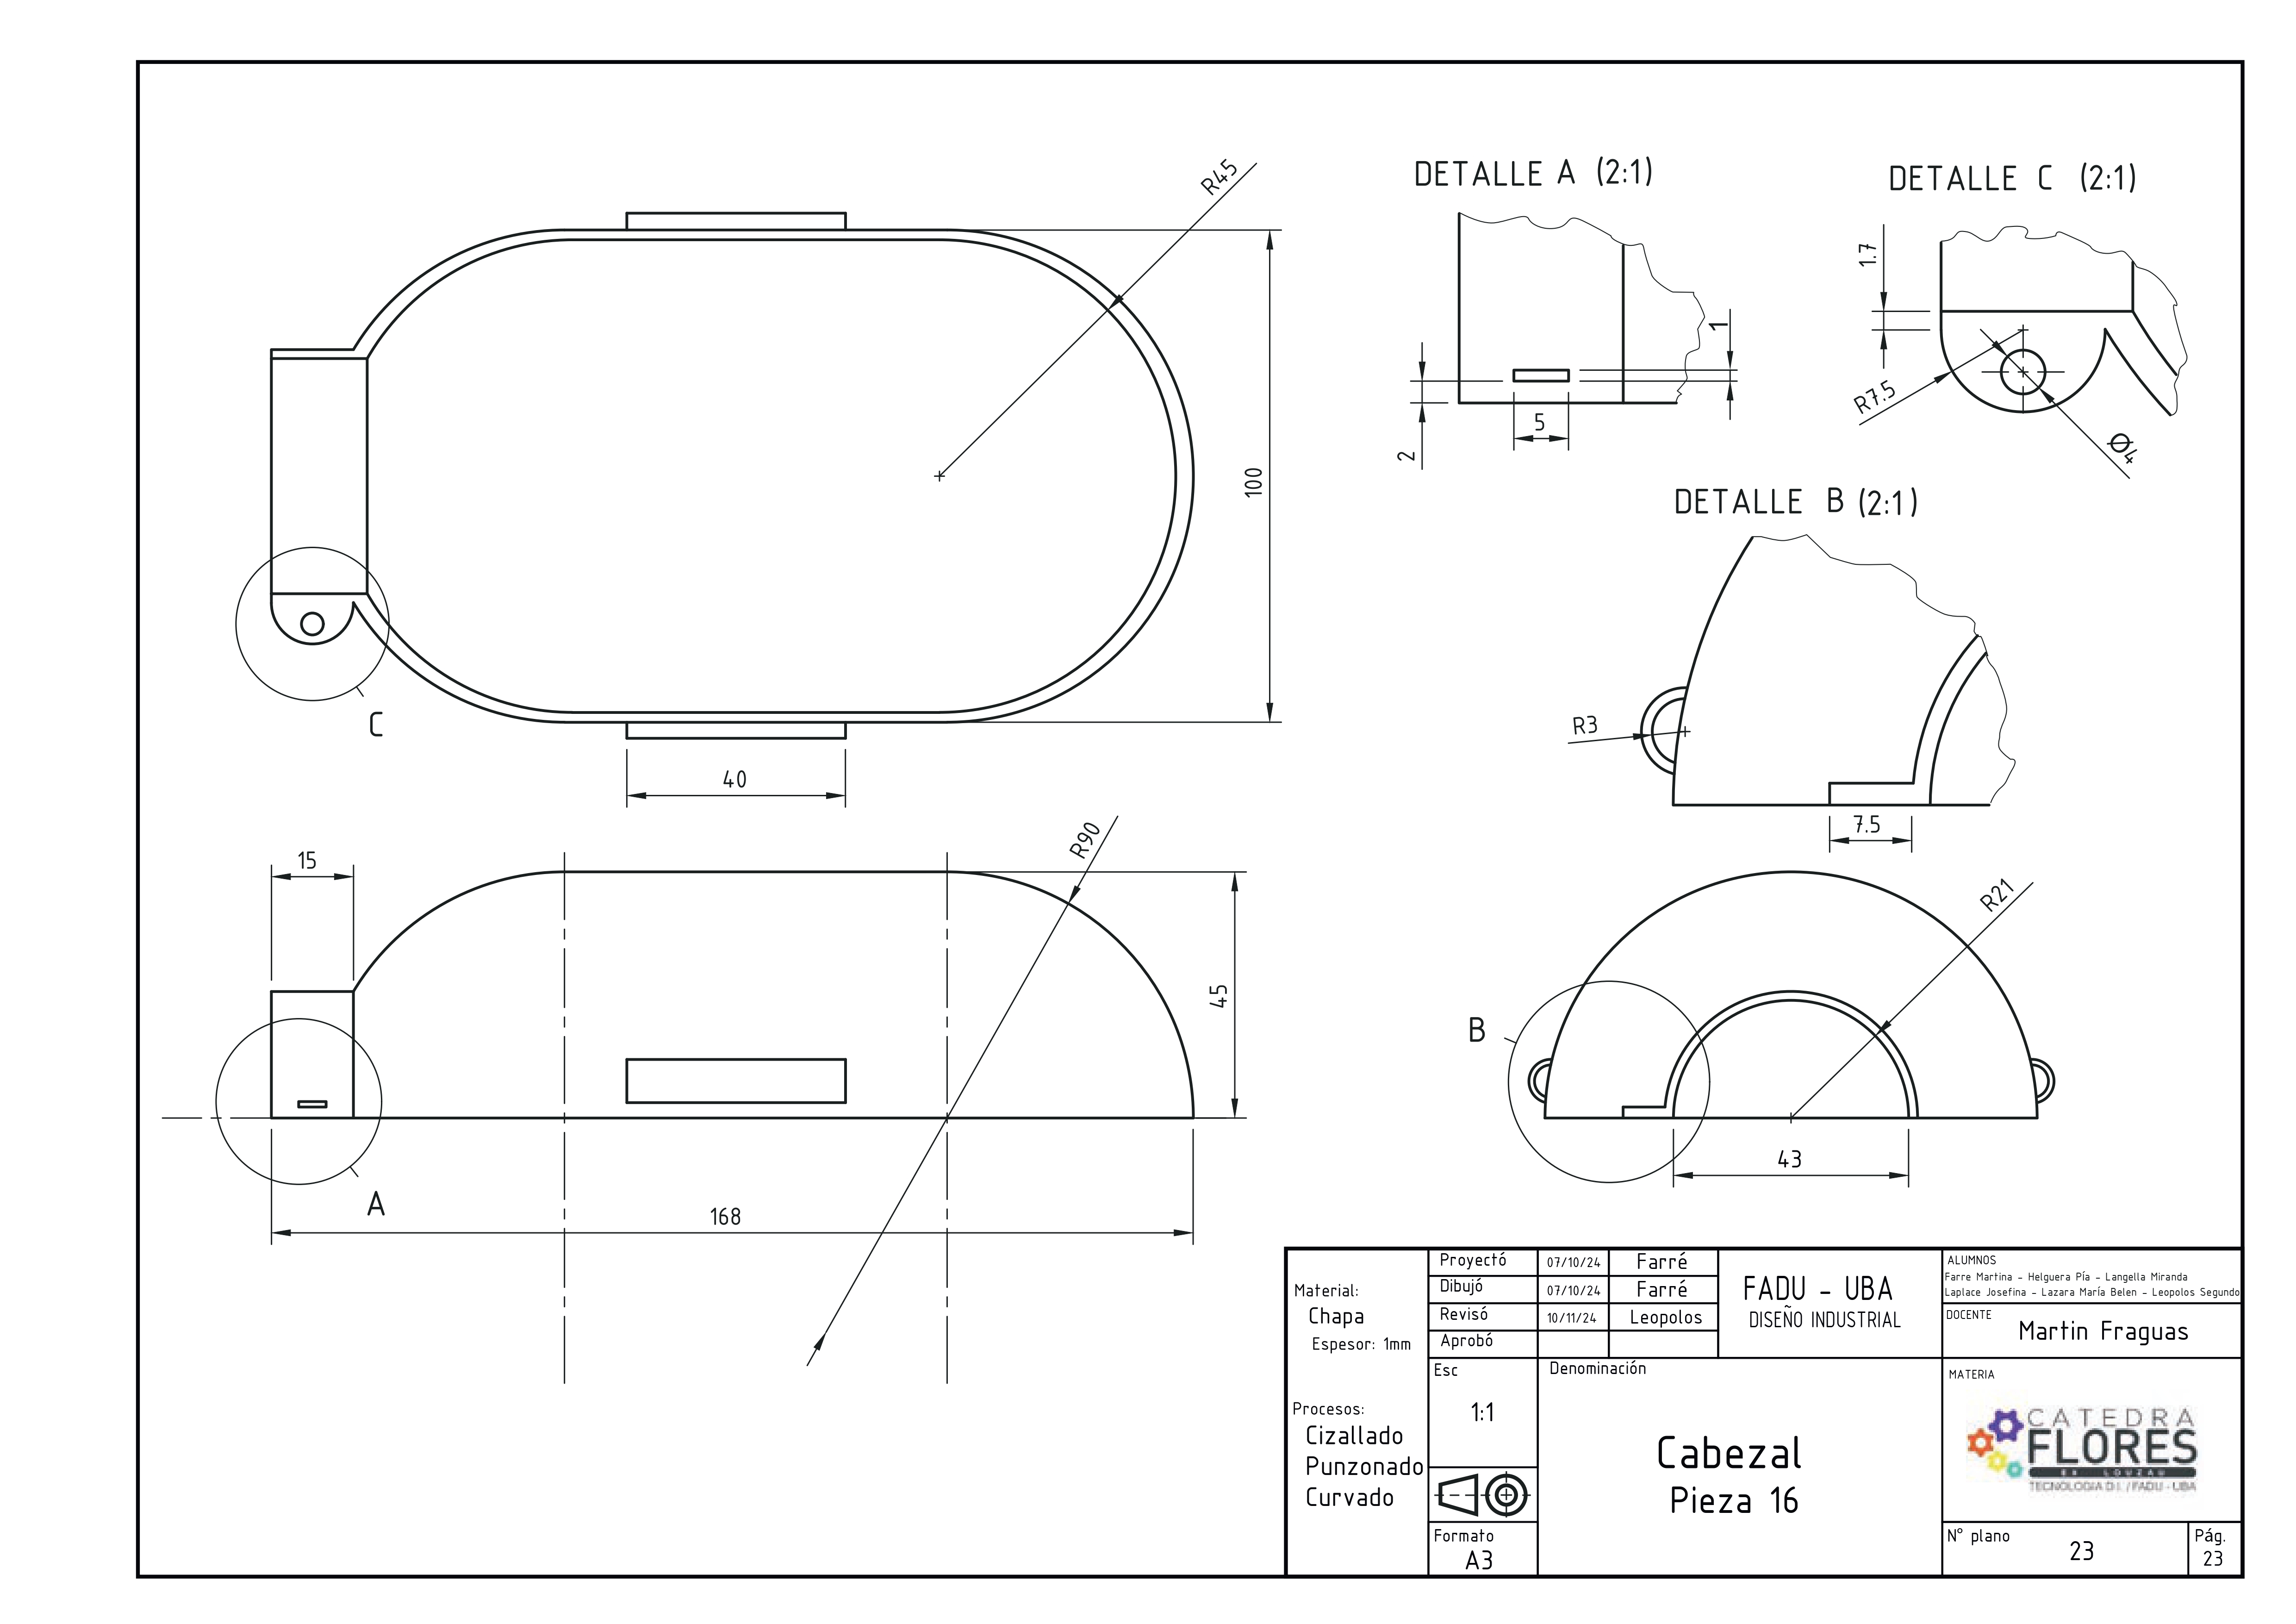 R45
100
40
C
DETALLE A (2:1)
1
5
2
DETALLE C (2:1)
1.7
R7.5
Ø4
DETALLE B (2:1)
R3
7.5
15
R90
45
A
168
R21
B
43
Material:
Chapa
Espesor: 1mm
Procesos:
Cizallado
Punzonado
Curvado
Proyectó 07/10/24 Farré
Dibujó 07/10/24 Farré
Revisó 10/11/24 Leopolos
Aprobó
FADU - UBA
DISEÑO INDUSTRIAL
ALUMNOS
Farre Martina - Helguera Pía - Langella Miranda
Laplace Josefina - Lazara María Belen - Leopolos Segundo
DOCENTE
Martin Fraguas
Esc
1:1
Formato
A3
Denominación
Cabezal
Pieza 16
MATERIA
CATEDRA
FLORES
EX LOUZAU
TECNOLOGIA D.I. / FADU - UBA
N° plano
23
Pág.
23